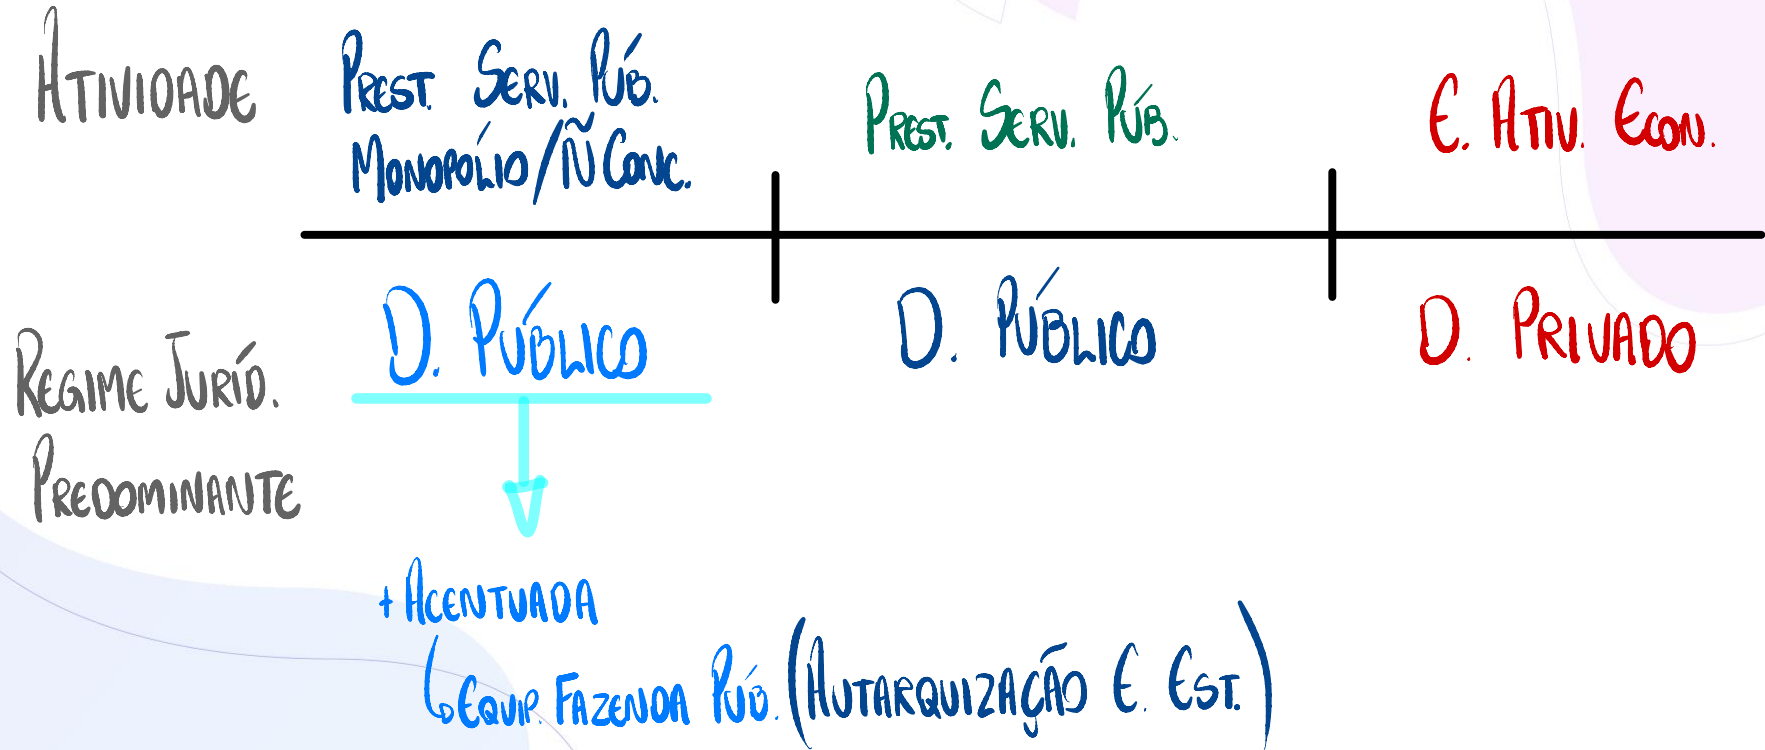 ATIVIDADE
PREST. SERV. PÚB.
MONOPÓLIO/Ñ CONC.
PREST. SERV. PÚB.
E. ATIV. ECON.
REGIME JURÍD.
PREDOMINANTE
D. PÚBLICO
D. PÚBLICO
D. PRIVADO
+ ACENTUADA
EQUIP. FAZENDA PÚB. (AUTARQUIZAÇÃO E. EST.)